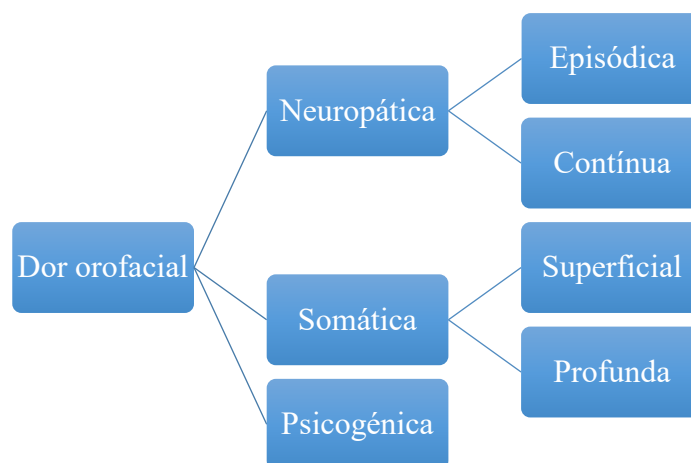 Dor orofacial
Neuropática
Episódica
Contínua
Somática
Superficial
Profunda
Psicogénica